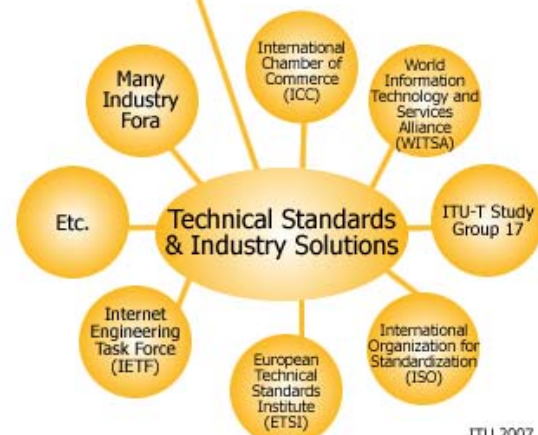 International
Chamber of
Commerce
(ICC)
World
Information
Technology and
Services
Alliance
(WITSA)
Many
Industry
Fora
Etc.
Technical Standards
& Industry Solutions
ITU-T Study
Group 17
Internet
Engineering
Task Force
(IETF)
European
Technical
Standards
Institute
(ETSI)
International
Organization for
Standardization
(ISO)
ITU 2007